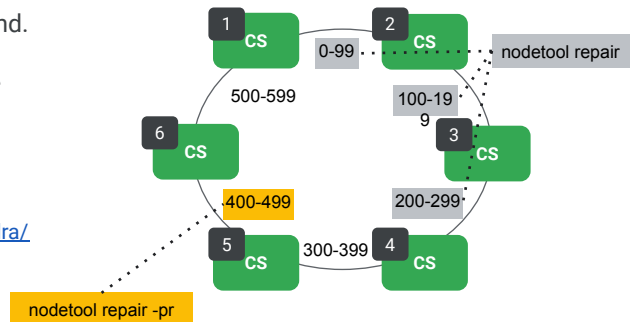 nd.
1
CS
2
CS
0-99
nodetool repair
500-599
100-19
9
6
CS
3
CS
400-499
200-299
ra/
5
CS
300-399
4
CS
nodetool repair -pr